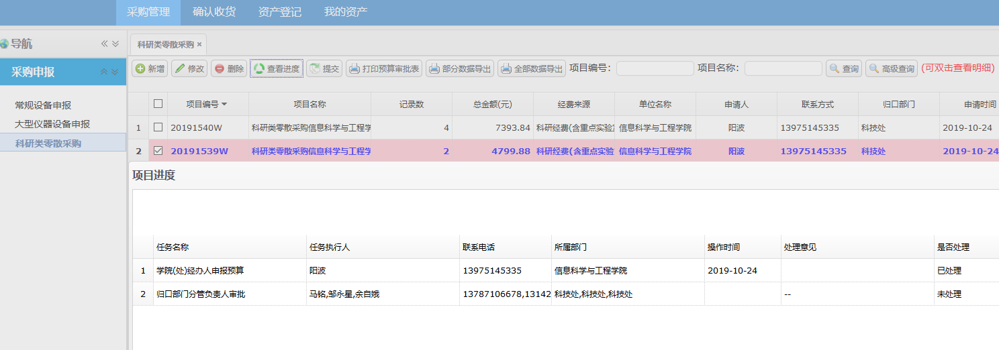 采购管理 确认收货 资产登记 我的资产
导航
采购申报
常规设备申报
大型仪器设备申报
科研类零散采购
科研类零散采购 ×
新增 修改 删除 查看进度 提交 打印预算审批表 部分数据导出 全部数据导出 项目编号: 项目名称: 查询 高级查询 (可双击查看明细)
项目编号 项目名称 记录数 总金额(元) 经费来源 单位名称 申请人 联系方式 归口部门 申请时间
1 20191540W 科研类零散采购信息科学与工程学 4 7393.84 科研经费(含重点实验室 信息科学与工程学院 阳波 13975145335 科技处 2019-10-24
2 20191539W 科研类零散采购信息科学与工程学 2 4799.88 科研经费(含重点实验 信息科学与工程学院 阳波 13975145335 科技处 2019-10-24
项目进度
任务名称 任务执行人 联系电话 所属部门 操作时间 处理意见 是否处理
1 学院(处)经办人申报预算 阳波 13975145335 信息科学与工程学院 2019-10-24 已处理
2 归口部门分管负责人审批 马铭,邹永星,余自娥 13787106678,13142 科技处,科技处,科技处 -- 未处理